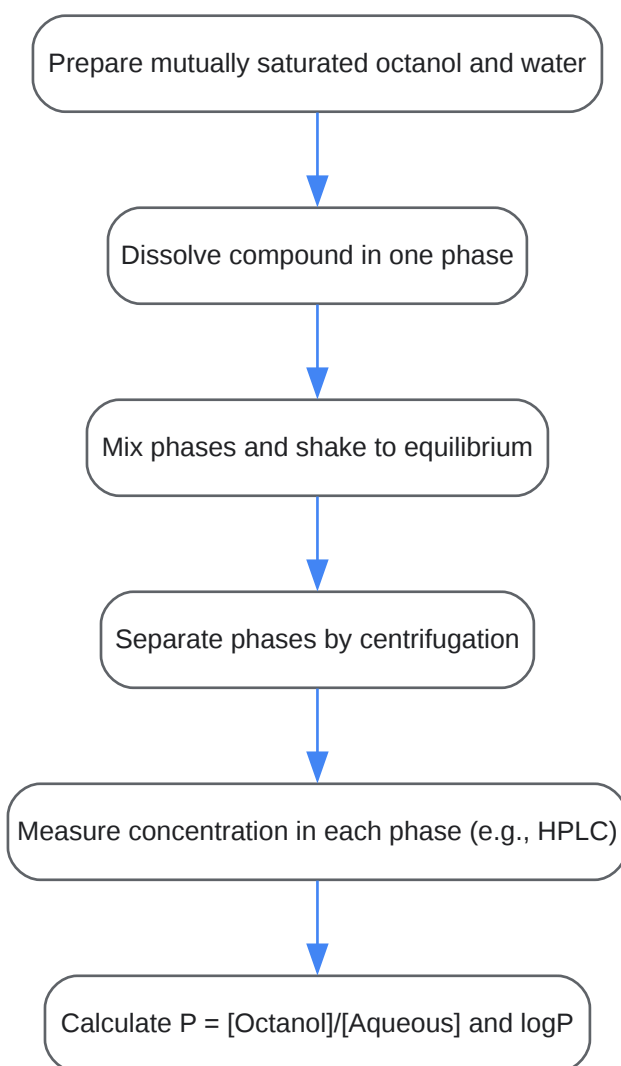 Prepare mutually saturated octanol and water
Dissolve compound in one phase
Mix phases and shake to equilibrium
Separate phases by centrifugation
Measure concentration in each phase (e.g., HPLC)
Calculate P = [Octanol]/[Aqueous] and logP